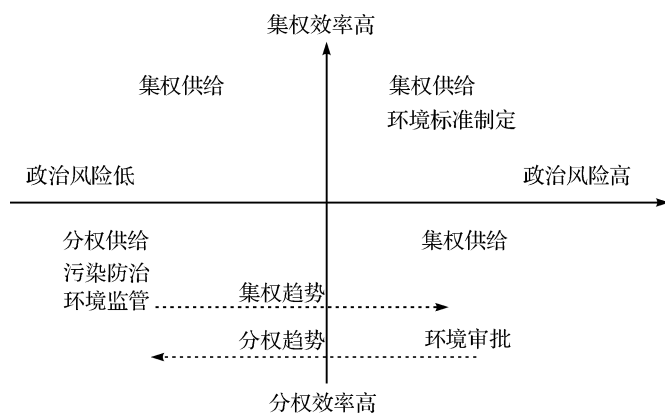 集权效率高
集权供给
集权供给
环境标准制定
政治风险低
政治风险高
分权供给
集权供给
污染防治
环境监管
集权趋势
分权趋势
环境审批
分权效率高